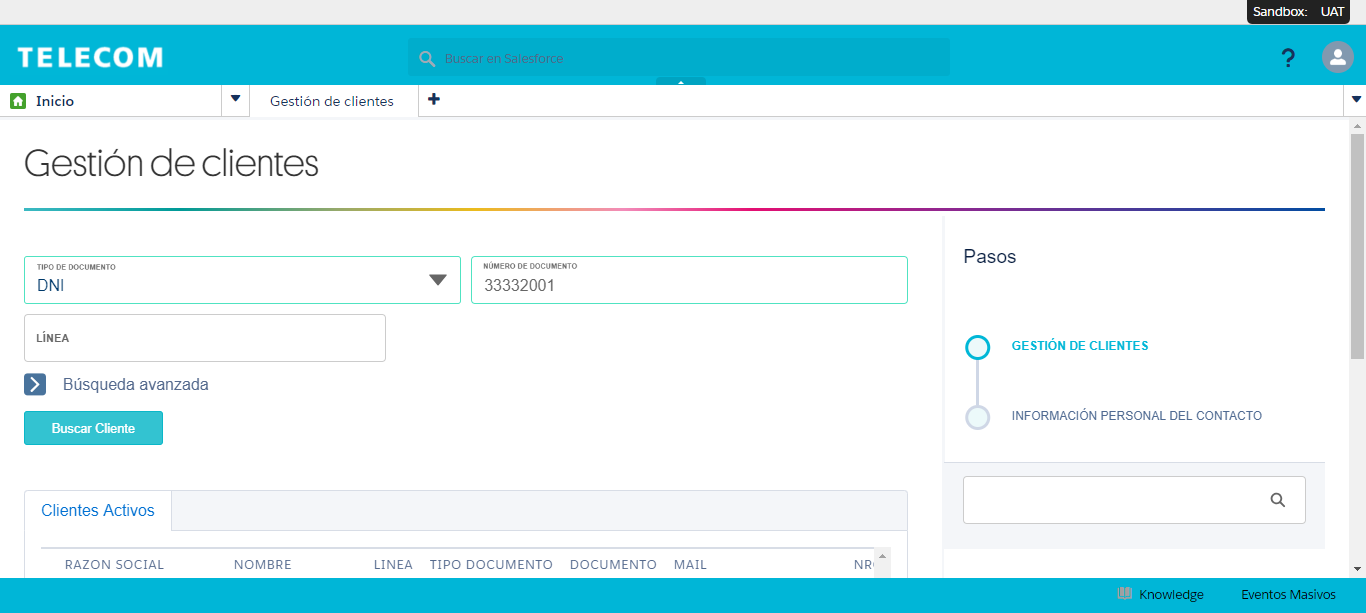 Sandbox: UAT
TELECOM
Buscar en Salesforce
?
Inicio
Gestión de clientes
Gestión de clientes
TIPO DE DOCUMENTO
DNI
NÚMERO DE DOCUMENTO
33332001
LÍNEA
Búsqueda avanzada
Buscar Cliente
Pasos
GESTIÓN DE CLIENTES
INFORMACIÓN PERSONAL DEL CONTACTO
Clientes Activos
RAZON SOCIAL NOMBRE LINEA TIPO DOCUMENTO DOCUMENTO MAIL
Knowledge Eventos Masivos